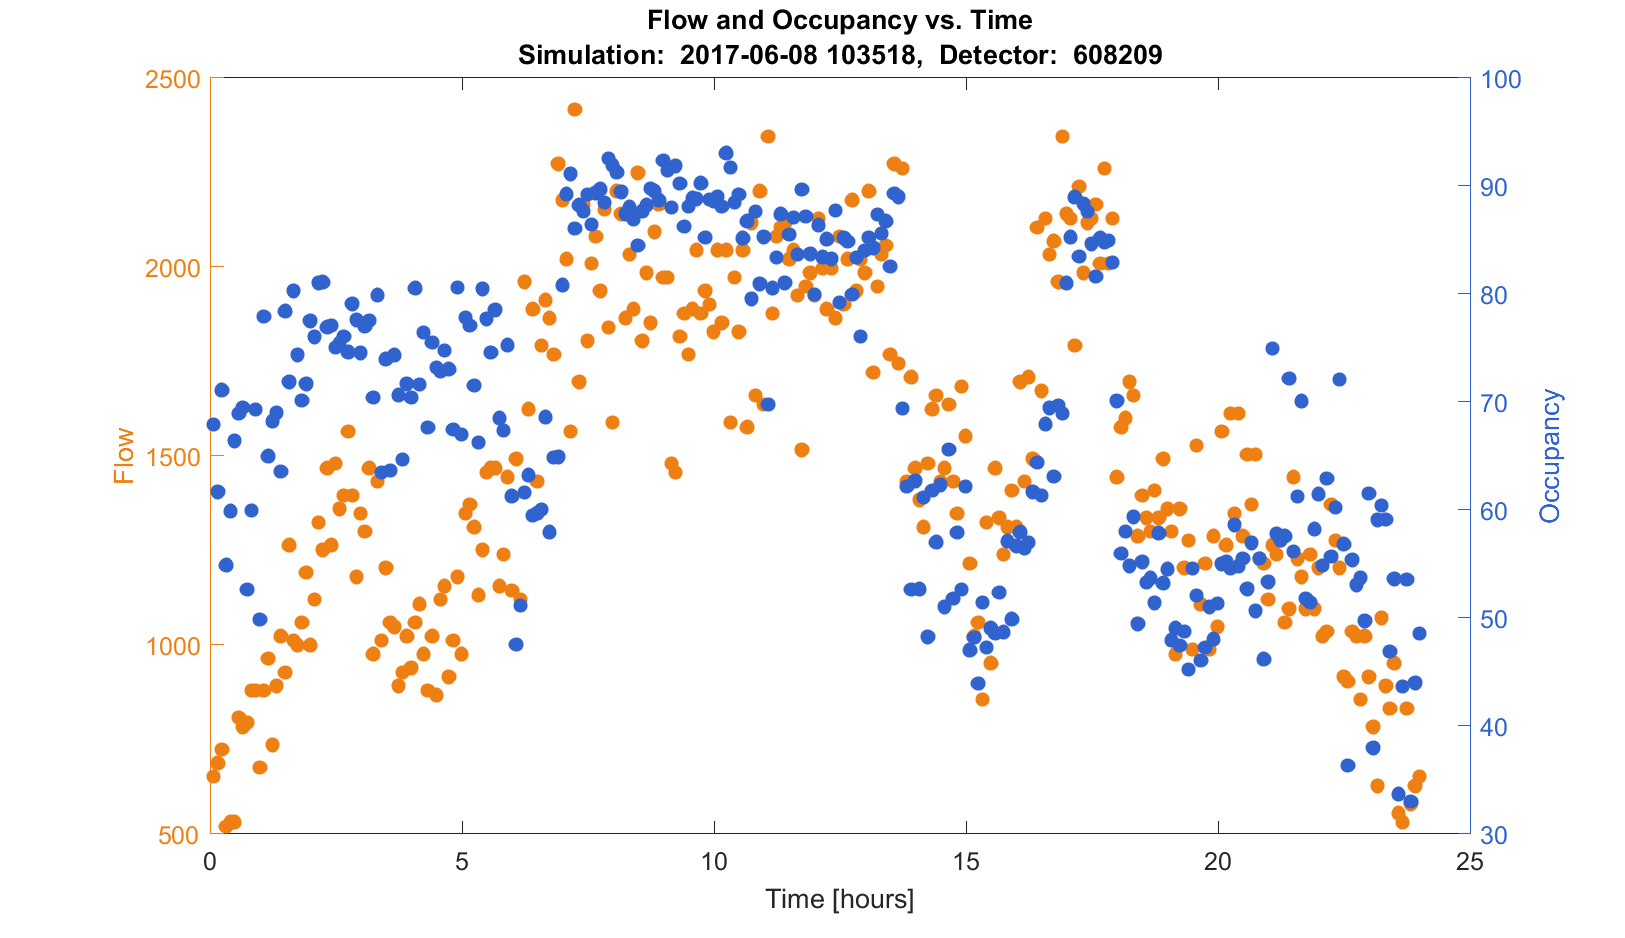 Flow and Occupancy vs. Time
Simulation:  2017-06-08 103518,  Detector:  608209
2500
2000
1500
1000
500
Flow
100
90
80
70
60
50
40
30
Occupancy
0 5 10 15 20 25
Time [hours]